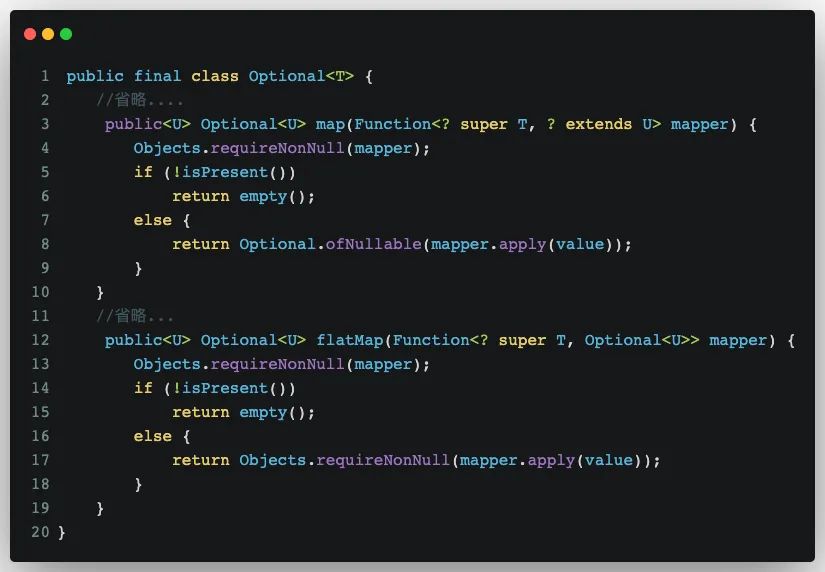 1 public final class Optional<T> {
2 //省略....
3 public<U> Optional<U> map(Function<? super T, ? extends U> mapper) {
4 Objects.requireNonNull(mapper);
5 if (!isPresent())
6 return empty();
7 else {
8 return Optional.ofNullable(mapper.apply(value));
9 }
10 }
11 //省略...
12 public<U> Optional<U> flatMap(Function<? super T, Optional<U>> mapper) {
13 Objects.requireNonNull(mapper);
14 if (!isPresent())
15 return empty();
16 else {
17 return Objects.requireNonNull(mapper.apply(value));
18 }
19 }
20 }